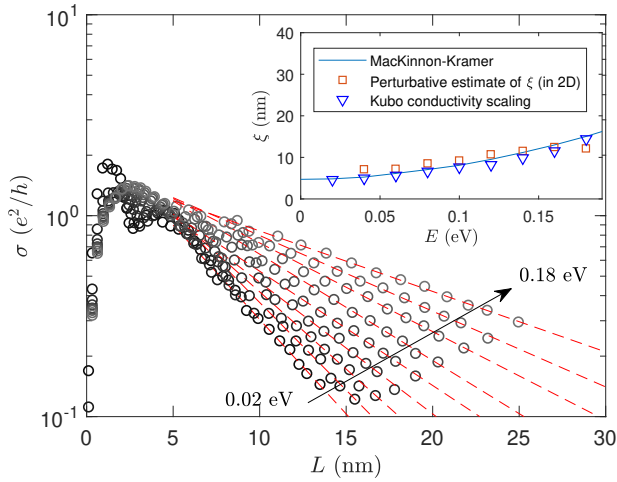 10^1
10^0
10^-1
σ (e^2/h)
0 5 10 15 20 25 30
L (nm)
0.02 eV
0.18 eV
40
30
20
10
0
ξ (nm)
0.05 0.1 0.15
E (eV)
MacKinnon-Kramer
Perturbative estimate of ξ (in 2D)
Kubo conductivity scaling